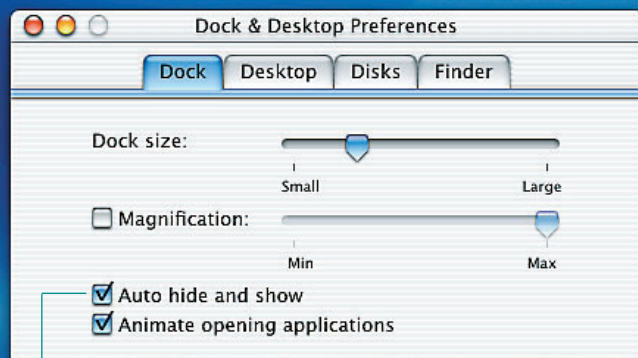 Dock & Desktop Preferences
Dock Desktop Disks Finder
Dock size:
Small Large
Magnification:
Min Max
Auto hide and show
Animate opening applications